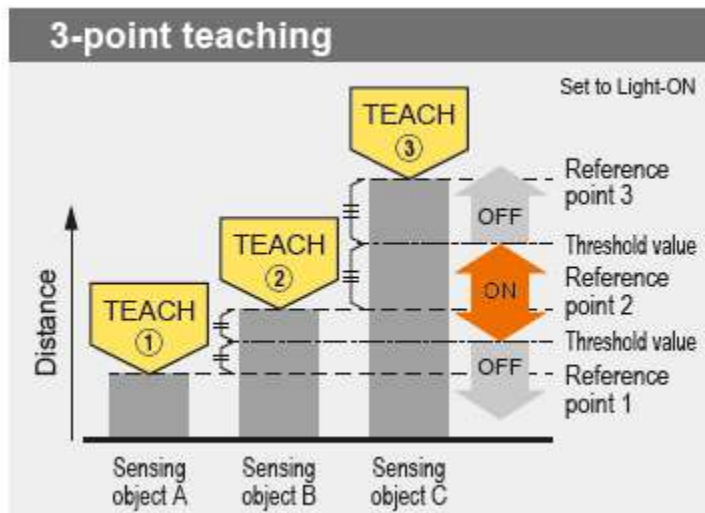 3-point teaching
Set to Light-ON
TEACH
③
Reference
point 3
OFF
TEACH
②
Threshold value
ON
Reference
point 2
TEACH
①
Threshold value
OFF
Reference
point 1
Distance
Sensing
object A
Sensing
object B
Sensing
object C